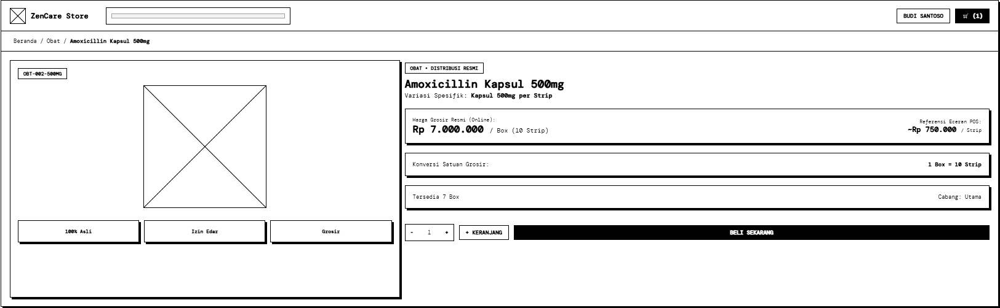 ZenCare Store
BUDI SANTOSO
🛒 (1)
Beranda / Obat / Amoxicillin Kapsul 500mg
OBT-002-500MG
100% Asli
Izin Edar
Grosir
OBAT • DISTRIBUSI RESMI
Amoxicillin Kapsul 500mg
Variasi Spesifik: Kapsul 500mg per Strip
Harga Grosir Resmi (Online):
Rp 7.000.000 / Box (10 Strip)
Referensi Eceran POS:
~Rp 750.000 / Strip
Konversi Satuan Grosir:
1 Box = 10 Strip
Tersedia 7 Box
Cabang: Utama
- 1 +
+ KERANJANG
BELI SEKARANG